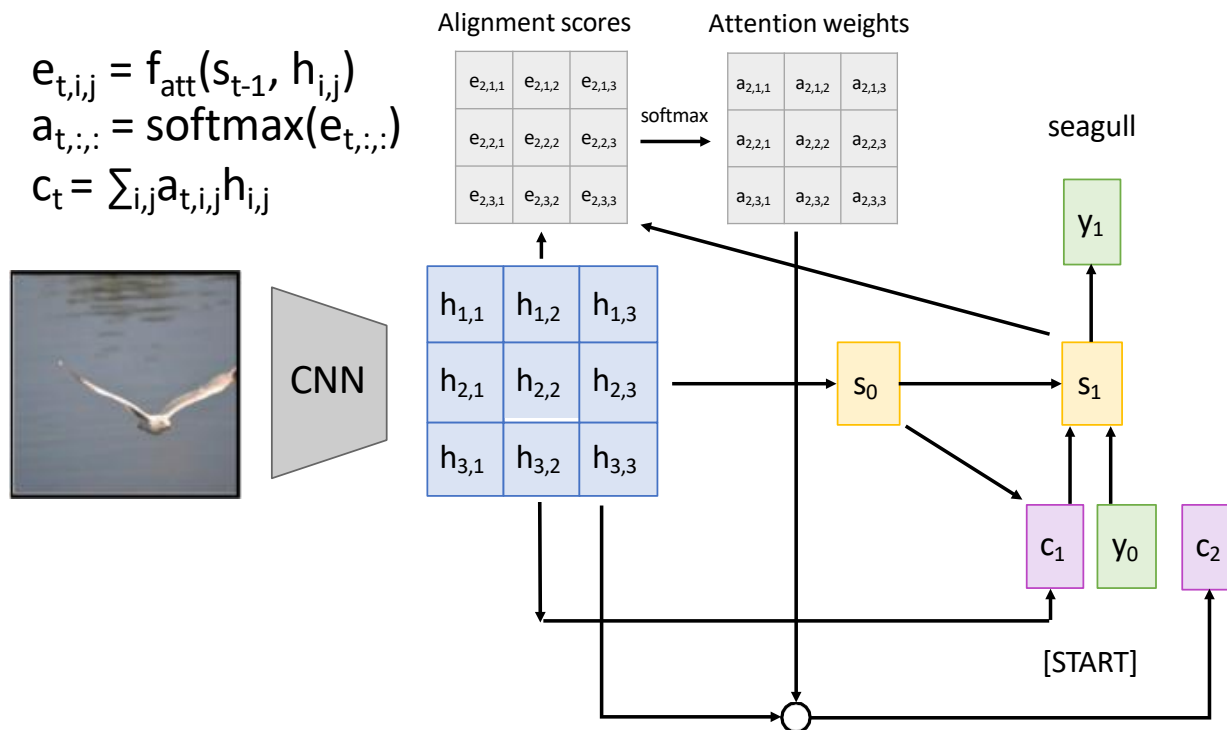 Alignment scores
Attention weights
e_{t,i,j} = f_{att}(s_{t-1}, h_{i,j})
a_{t,:,:} = softmax(e_{t,:,:})
c_t = ∑_{i,j}a_{t,i,j}h_{i,j}
e_{2,1,1} e_{2,1,2} e_{2,1,3}
e_{2,2,1} e_{2,2,2} e_{2,2,3}
e_{2,3,1} e_{2,3,2} e_{2,3,3}
softmax
a_{2,1,1} a_{2,1,2} a_{2,1,3}
a_{2,2,1} a_{2,2,2} a_{2,2,3}
a_{2,3,1} a_{2,3,2} a_{2,3,3}
seagull
y_1
CNN
h_{1,1} h_{1,2} h_{1,3}
h_{2,1} h_{2,2} h_{2,3}
h_{3,1} h_{3,2} h_{3,3}
s_0
s_1
c_1
y_0
c_2
[START]